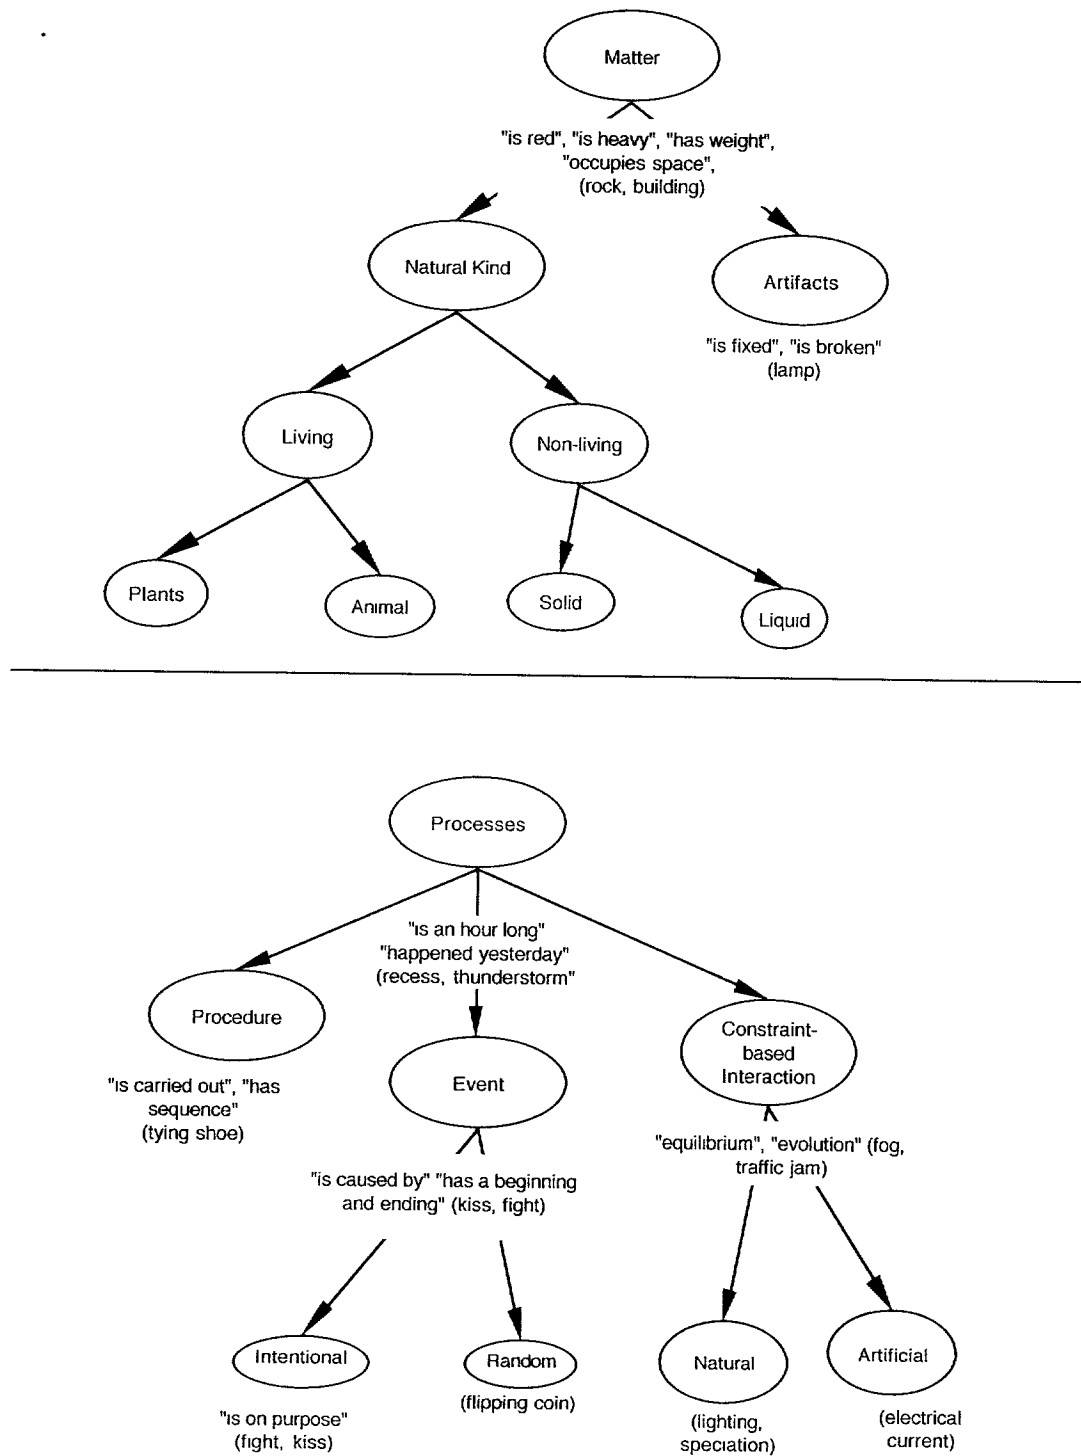 Matter
"is red", "is heavy", "has weight",
"occupies space",
(rock, building)
Natural Kind
Artifacts
"is fixed", "is broken"
(lamp)
Living
Non-living
Plants
Animal
Solid
Liquid
Processes
"is an hour long"
"happened yesterday"
(recess, thunderstorm"
Procedure
"is carried out", "has
sequence"
(tying shoe)
Event
Constraint-
based
Interaction
"is caused by" "has a beginning
and ending" (kiss, fight)
"equilibrium", "evolution" (fog,
traffic jam)
Intentional
"is on purpose"
(fight, kiss)
Random
(flipping coin)
Natural
(lighting,
speciation)
Artificial
(electrical
current)